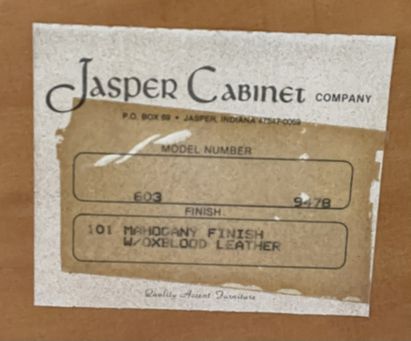 JASPER CABINET COMPANY
P.O. BOX 69 • JASPER, INDIANA 47547-0069
MODEL NUMBER
603 947B
FINISH
101 MAHOGANY FINISH
W/OXBLOOD LEATHER
Quality Accent Furniture